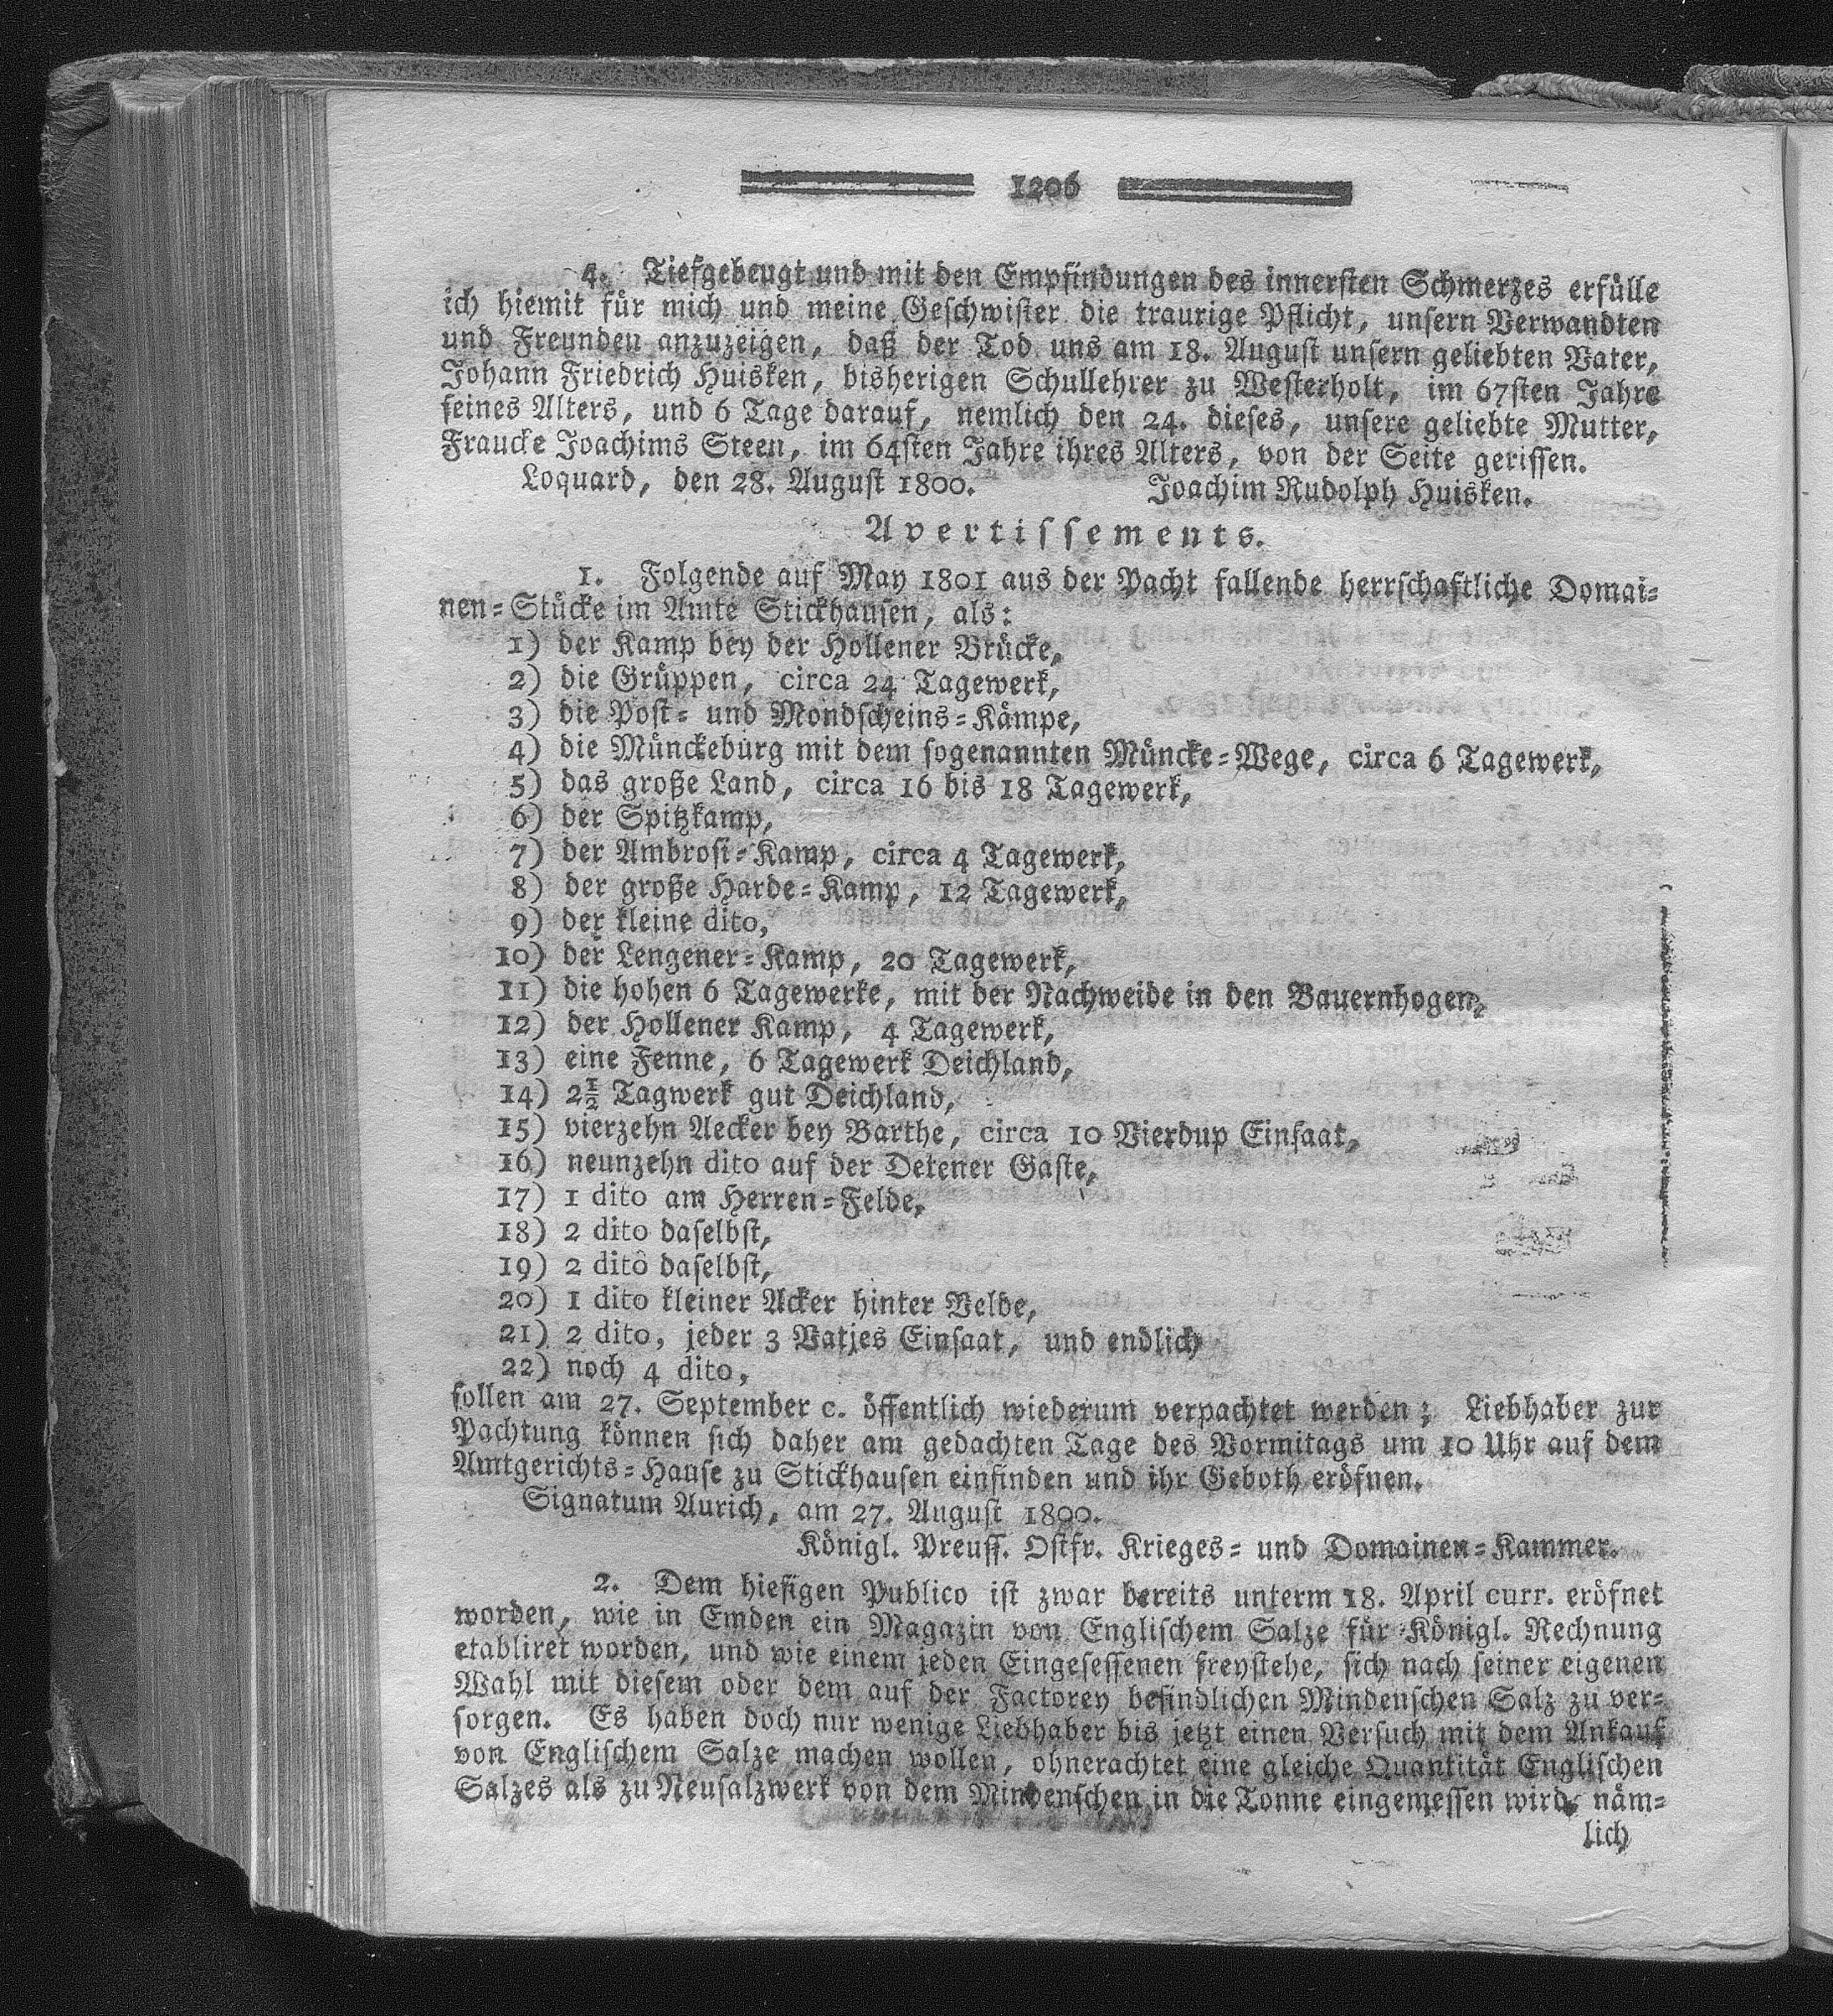 1206
4. Tiefgebeugt und mit den Empfindungen des innersten Schmerzes erfülle
ich hiemit für mich und meine Geschwister die traurige Pflicht, unsern Verwandten
und Freunden anzuzeigen, daß der Tod uns am 18. August unsern geliebten Vater,
Johann Friedrich Huisken, bisherigen Schullehrer zu Westerholt, im 67sten Jahre
seines Alters, und 6 Tage darauf, nemlich den 24. dieses, unsere geliebte Mutter,
Fraucke Joachims Steen, im 64sten Jahre ihres Alters, von der Seite gerissen.
Loquard, den 28. August 1800. Joachim Rudolph Huisken.
Avertissements.
1. Folgende auf May 1801 aus der Pacht fallende herrschaftliche Domai-
nen-Stücke im Amte Stickhausen, als:
1) der Kamp bey der Hollener Brücke,
2) die Grüppen, circa 24 Tagewerk,
3) die Post- und Mondscheins-Kämpe,
4) die Münckeburg mit dem sogenannten Müncke-Wege, circa 6 Tagewerk,
5) das große Land, circa 16 bis 18 Tagewerk,
6) der Spitzkamp,
7) der Ambrosi-Kamp, circa 4 Tagewerk,
8) der große Harde-Kamp, 12 Tagewerk,
9) der kleine dito,
10) der Lengener-Kamp, 20 Tagewerk,
11) die hohen 6 Tagewerke, mit der Nachweide in den Bauernhogen,
12) der Hollener Kamp, 4 Tagewerk,
13) eine Fenne, 6 Tagewerk Deichland,
14) 2½ Tagwerk gut Deichland,
15) vierzehn Aecker bey Barthe, circa 10 Vierdup Einsaat,
16) neunzehn dito auf der Detener Gaste,
17) 1 dito am Herren-Felde,
18) 2 dito daselbst,
19) 2 dito daselbst,
20) 1 dito kleiner Acker hinter Velde,
21) 2 dito, jeder 3 Vatjes Einsaat, und endlich
22) noch 4 dito,
sollen am 27. September c. öffentlich wiederum verpachtet werden; Liebhaber zur
Pachtung können sich daher am gedachten Tage des Vormitags um 10 Uhr auf dem
Amtgerichts-Hause zu Stickhausen einfinden und ihr Geboth eröfnen.
Signatum Aurich, am 27. August 1800.
Königl. Preuss. Ostfr. Krieges- und Domainen-Kammer.
2. Dem hiesigen Publico ist zwar bereits unterm 18. April curr. eröfnet
worden, wie in Emden ein Magazin von Englischem Salze für Königl. Rechnung
etabliret worden, und wie einem jeden Eingesessenen freystehe, sich nach seiner eigenen
Wahl mit diesem oder dem auf der Factorey befindlichen Mindenschen Salz zu ver-
sorgen. Es haben doch nur wenige Liebhaber bis jetzt einen Versuch mit dem Ankauf
von Englischem Salze machen wollen, ohnerachtet eine gleiche Quantität Englischen
Salzes als zu Neusalzwerk von dem Mindenschen in die Tonne eingemessen wird, näm-
lich